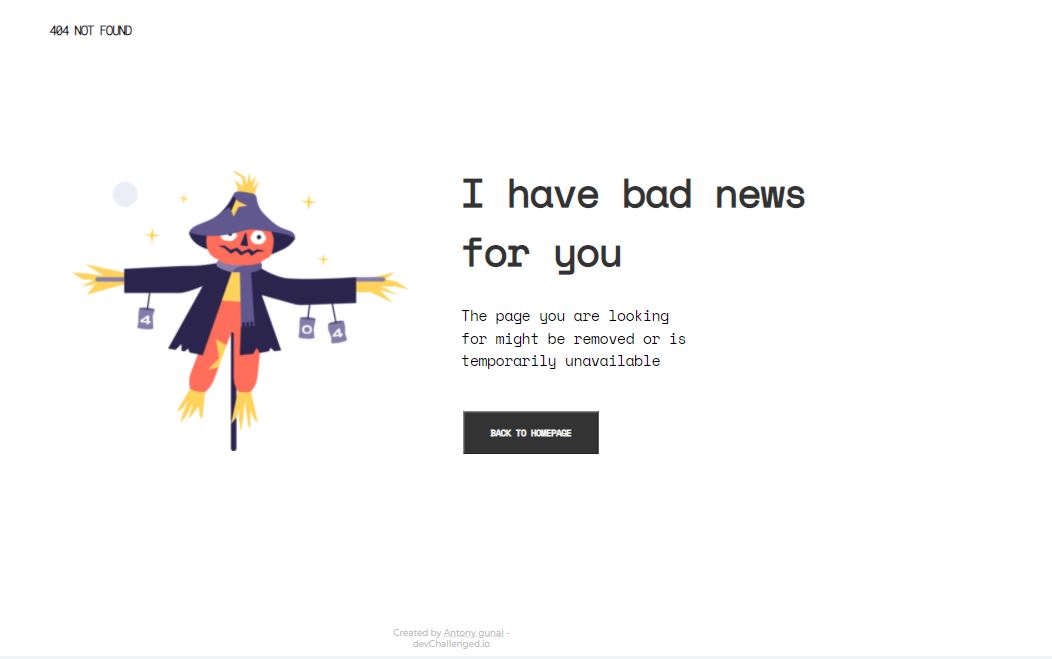 404 NOT FOUND
I have bad news
for you
The page you are looking
for might be removed or is
temporarily unavailable
4
0
4
BACK TO HOMEPAGE
Created by Antony gunal -
devChallenged.io